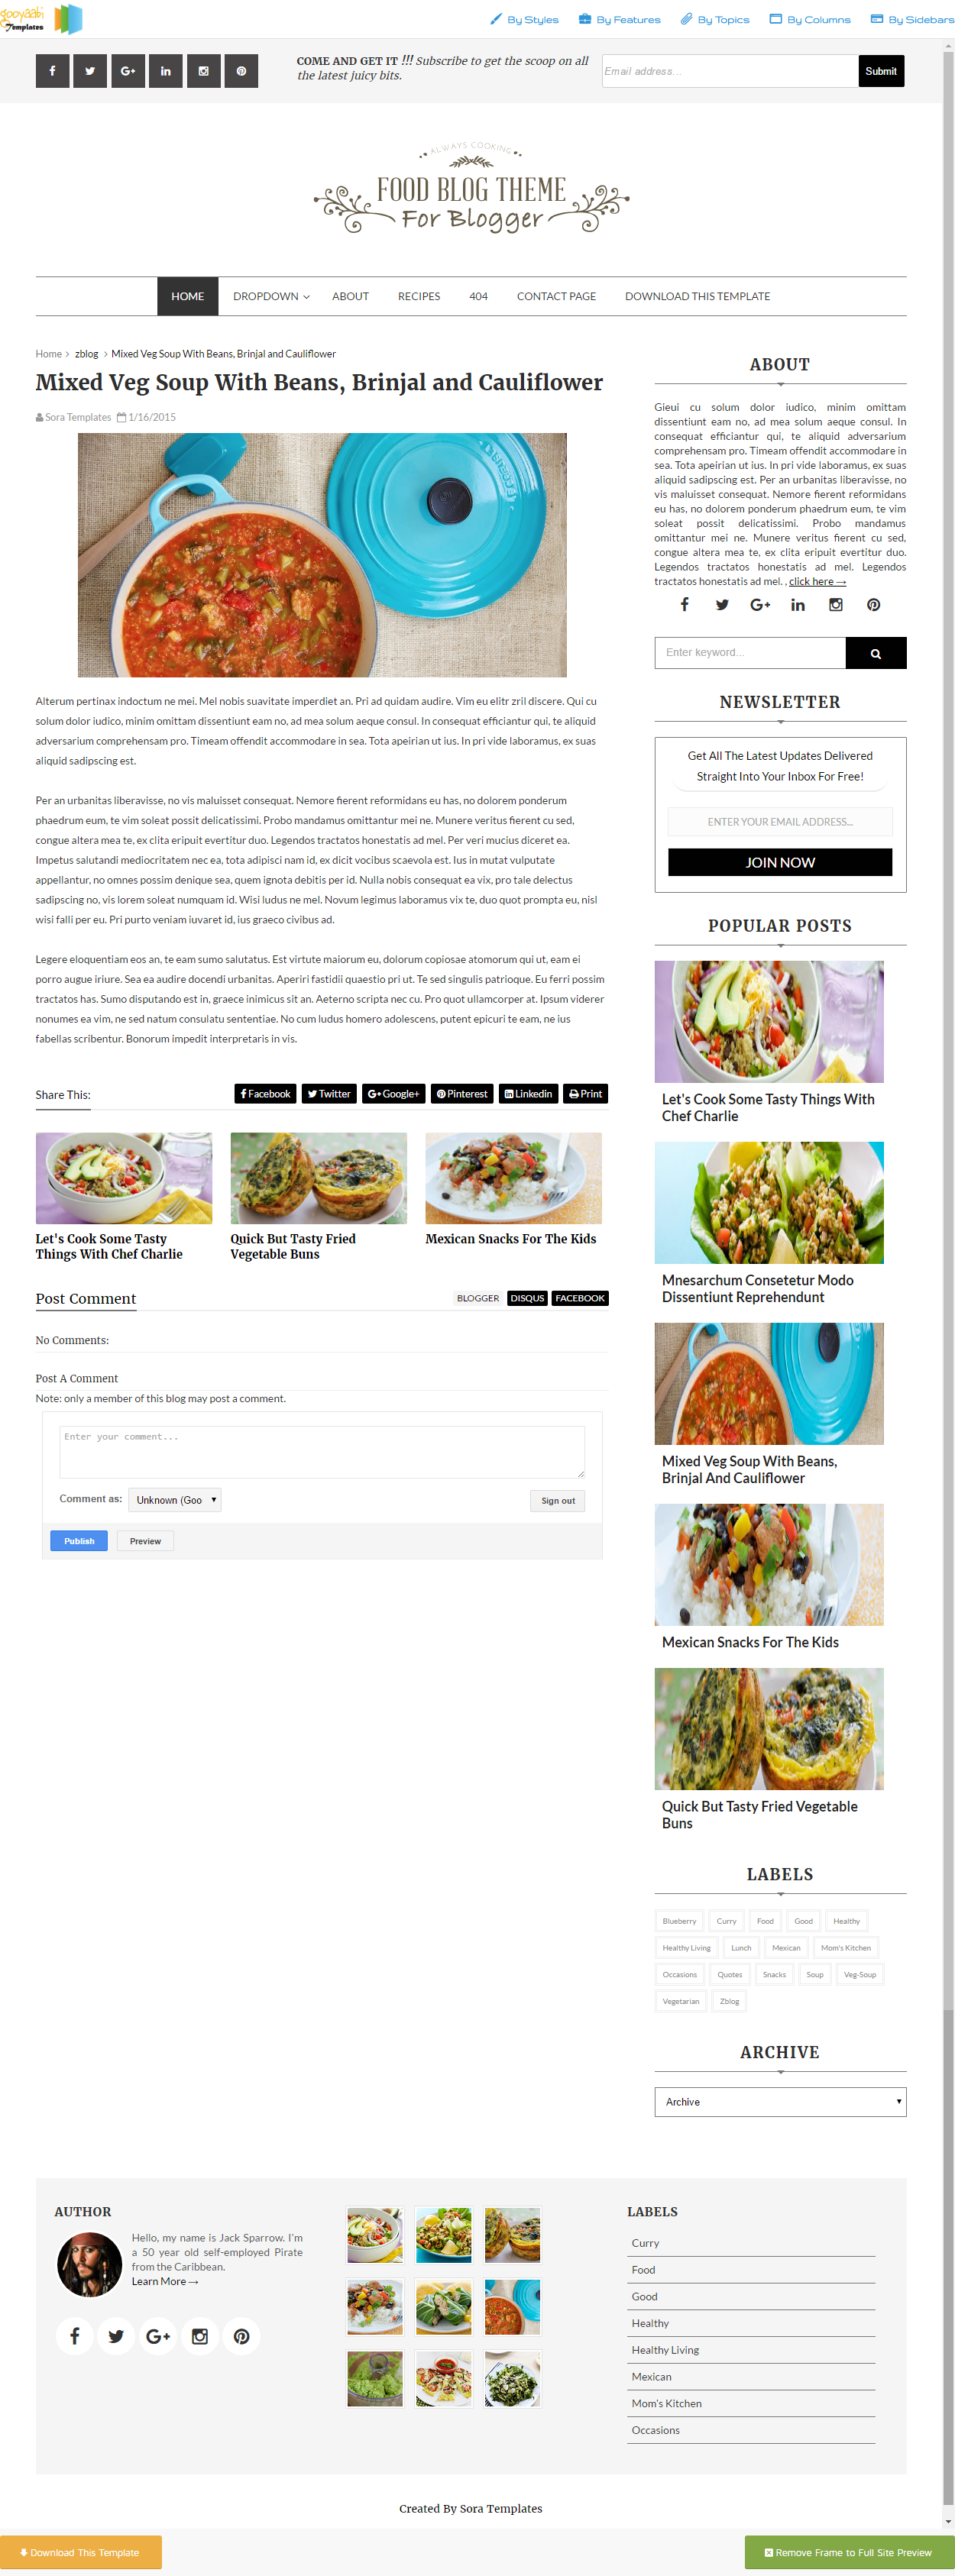 gooyaabi
Templates
By Styles By Features By Topics By Columns By Sidebars
COME AND GET IT !!! Subscribe to get the scoop on all
the latest juicy bits.
Email address...
Submit
ALWAYS COOKING
FOOD BLOG THEME
For Blogger
HOME DROPDOWN ABOUT RECIPES 404 CONTACT PAGE DOWNLOAD THIS TEMPLATE
Home › zblog › Mixed Veg Soup With Beans, Brinjal and Cauliflower
Mixed Veg Soup With Beans, Brinjal and Cauliflower
Sora Templates 1/16/2015
Alterum pertinax indoctum ne mei. Mel nobis suavitate imperdiet an. Pri ad quidam audire. Vim eu elitr zril discere. Qui cu
solum dolor iudico, minim omittam dissentiunt eam no, ad mea solum aeque consul. In consequat efficiantur qui, te aliquid
adversarium comprehensam pro. Timeam offendit accommodare in sea. Tota apeirian ut ius. In pri vide laboramus, ex suas
aliquid sadipscing est.
Per an urbanitas liberavisse, no vis maluisset consequat. Nemore fierent reformidans eu has, no dolorem ponderum
phaedrum eum, te vim soleat possit delicatissimi. Probo mandamus omittantur mei ne. Munere veritus fierent cu sed,
congue altera mea te, ex clita eripuit evertitur duo. Legendos tractatos honestatis ad mel. Per veri mucius diceret ea.
Impetus salutandi mediocritatem nec ea, tota adipisci nam id, ex dicit vocibus scaevola est. Ius in mutat vulputate
appellantur, no omnes possim denique sea, quem ignota debitis per id. Nulla nobis consequat ea vix, pro tale delectus
sadipscing no, vis lorem soleat numquam id. Wisi ludus ne mel. Novum legimus laboramus vix te, duo quot prompta eu, nisl
wisi falli per eu. Pri purto veniam iuvaret id, ius graeco civibus ad.
Legere eloquentiam eos an, te eam sumo salutatus. Est virtute maiorum eu, dolorum copiosae atomorum qui ut, eam ei
porro augue iriure. Sea ea audire docendi urbanitas. Aperiri fastidii quaestio pri ut. Te sed singulis patrioque. Eu ferri possim
tractatos has. Sumo disputando est in, graece inimicus sit an. Aeterno scripta nec cu. Pro quot ullamcorper at. Ipsum viderer
nonumes ea vim, ne sed natum consulatu sententiae. No cum ludus homero adolescens, putent epicuri te eam, ne ius
fabellas scribentur. Bonorum impedit interpretaris in vis.
Share This: Facebook Twitter Google+ Pinterest Linkedin Print
Let's Cook Some Tasty
Things With Chef Charlie
Quick But Tasty Fried
Vegetable Buns
Mexican Snacks For The Kids
Post Comment BLOGGER DISQUS FACEBOOK
No Comments:
Post A Comment
Note: only a member of this blog may post a comment.
Enter your comment...
Comment as: Unknown (Goo Sign out
Publish Preview
ABOUT
Gieui cu solum dolor iudico, minim omittam
dissentiunt eam no, ad mea solum aeque consul. In
consequat efficiantur qui, te aliquid adversarium
comprehensam pro. Timeam offendit accommodare in
sea. Tota apeirian ut ius. In pri vide laboramus, ex suas
aliquid sadipscing est. Per an urbanitas liberavisse, no
vis maluisset consequat. Nemore fierent reformidans
eu has, no dolorem ponderum phaedrum eum, te vim
soleat possit delicatissimi. Probo mandamus
omittantur mei ne. Munere veritus fierent cu sed,
congue altera mea te, ex clita eripuit evertitur duo.
Legendos tractatos honestatis ad mel. Legendos
tractatos honestatis ad mel. , click here→
Enter keyword...
NEWSLETTER
Get All The Latest Updates Delivered
Straight Into Your Inbox For Free!
ENTER YOUR EMAIL ADDRESS...
JOIN NOW
POPULAR POSTS
Let's Cook Some Tasty Things With
Chef Charlie
Mnesarchum Consetetur Modo
Dissentiunt Reprehendunt
Mixed Veg Soup With Beans,
Brinjal And Cauliflower
Mexican Snacks For The Kids
Quick But Tasty Fried Vegetable
Buns
LABELS
Blueberry Curry Food Good Healthy
Healthy Living Lunch Mexican Mom's Kitchen
Occasions Quotes Snacks Soup Veg-Soup
Vegetarian Zblog
ARCHIVE
Archive
AUTHOR
Hello, my name is Jack Sparrow. I'm
a 50 year old self-employed Pirate
from the Caribbean.
Learn More →
LABELS
Curry
Food
Good
Healthy
Healthy Living
Mexican
Mom's Kitchen
Occasions
Created By Sora Templates
Download This Template
Remove Frame to Full Site Preview